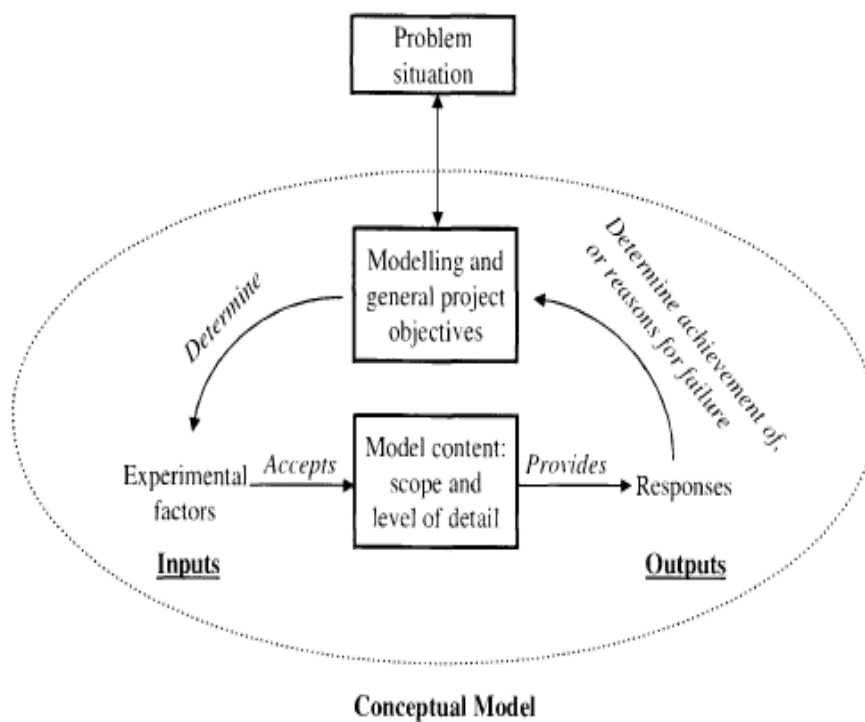 Problem
situation
Modelling and
general project
objectives
Determine
Determine achievement of,
or reasons for failure
Experimental
factors
Accepts
Model content:
scope and
level of detail
Provides
Responses
Inputs
Outputs
Conceptual Model